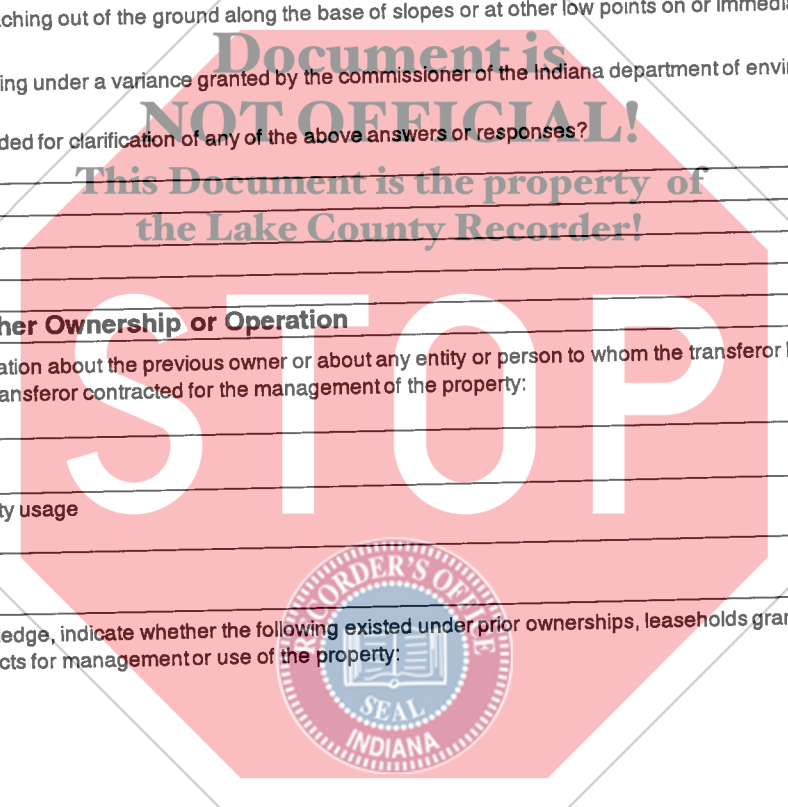 ching out of the ground along the base of slopes or at other low points on or immedi
Document is
ing under a variance granted by the commissioner of the Indiana department of envi
NOT OFFICIAL!
ded for clarification of any of the above answers or responses?
This Document is the property of
the Lake County Recorder!
her Ownership or Operation
ation about the previous owner or about any entity or person to whom the transferor
ansferor contracted for the management of the property:
STOP
ty usage
RECORDER'S OFFICE
ledge, indicate whether the following existed under prior ownerships, leaseholds gran
cts for management or use of the property:
SEAL
INDIANA